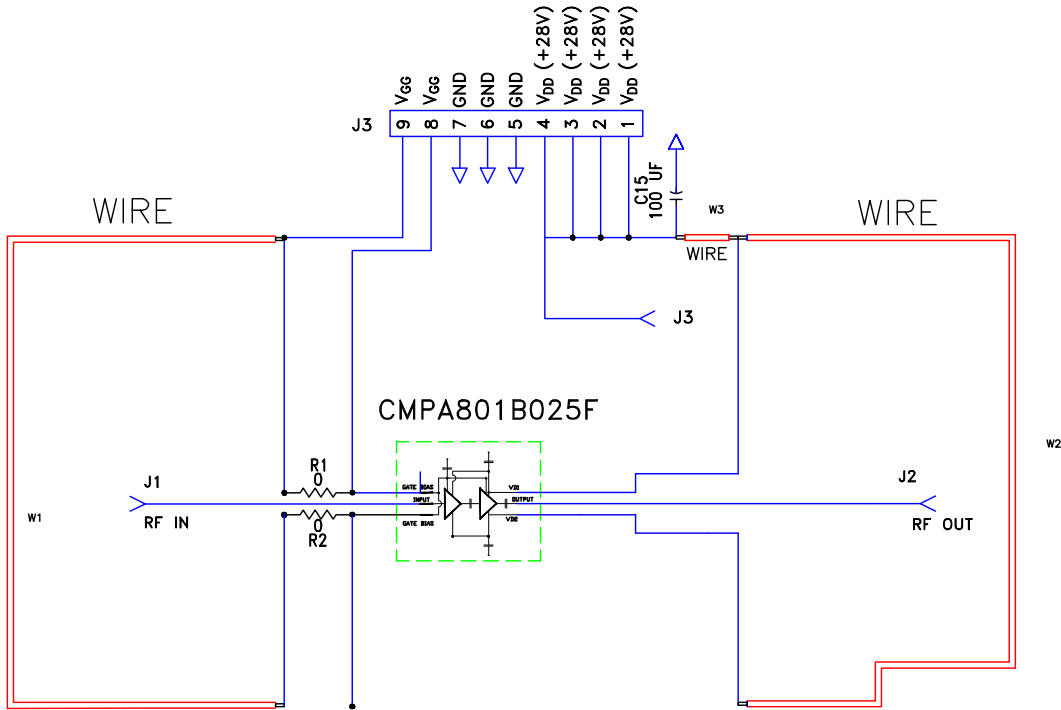 VGG
VGG
GND
GND
GND
VDD (+28V)
VDD (+28V)
VDD (+28V)
VDD (+28V)
J3
9
8
7
6
5
4
3
2
1
C15
100 UF
WIRE
W3
WIRE
WIRE
J3
CMPA801B025F
W2
R1
0
J1
RF IN
W1
0
R2
GATE BIAS
INPUT
GATE BIAS
VD1
OUTPUT
VD2
J2
RF OUT